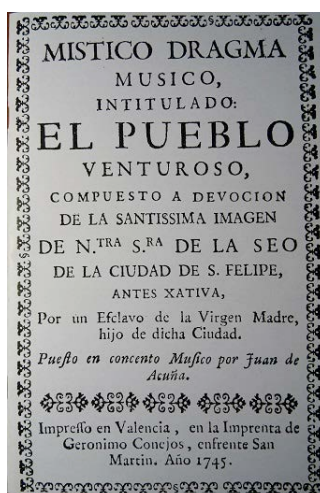 MISTICO DRAGMA
MUSICO,
INTITULADO:
EL PUEBLO
VENTUROSO,
COMPUESTO A DEVOCION
DE LA SANTISSIMA IMAGEN
DE N.TRA S.RA DE LA SEO
DE LA CIUDAD DE S. FELIPE,
ANTES XATIVA,
Por un Eſclavo de la Virgen Madre,
hijo de dicha Ciudad.
Pueſto en concento Muſico por Juan de
Acuña.
Impreſſo en Valencia, en la Imprenta de
Geronimo Conejos, enfrente San
Martin. Año 1745.